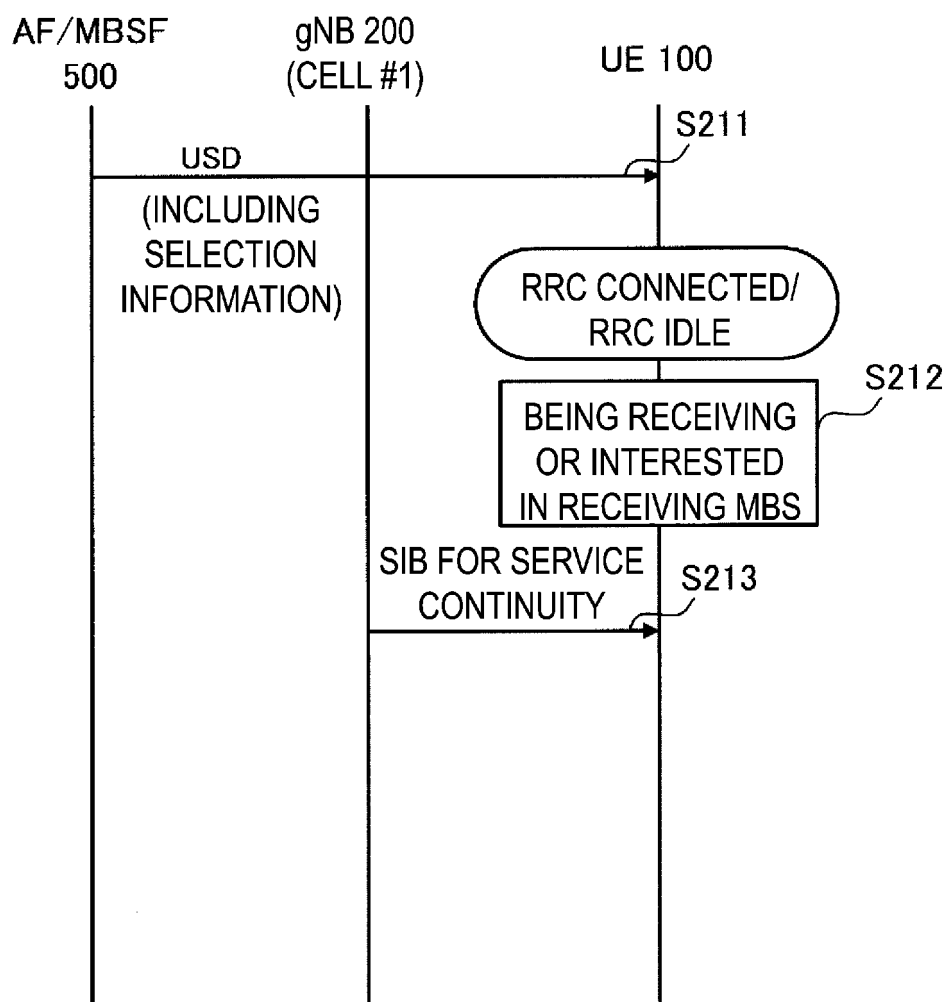 AF/MBSF
500
gNB 200
(CELL #1)
UE 100
S211
USD
(INCLUDING
SELECTION
INFORMATION)
RRC CONNECTED/
RRC IDLE
S212
BEING RECEIVING
OR INTERESTED
IN RECEIVING MBS
SIB FOR SERVICE
CONTINUITY
S213